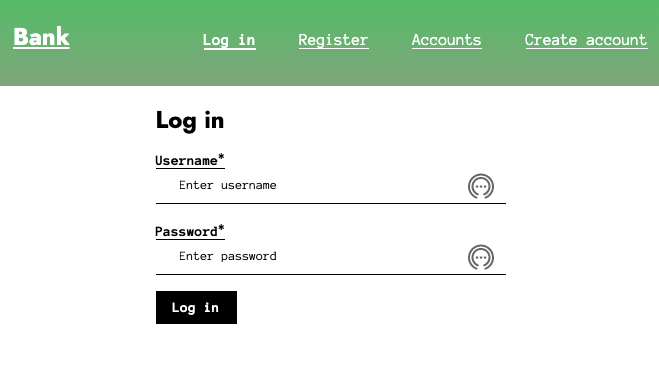 Bank Log in Register Accounts Create account
Log in
Username*
Enter username
Password*
Enter password
Log in